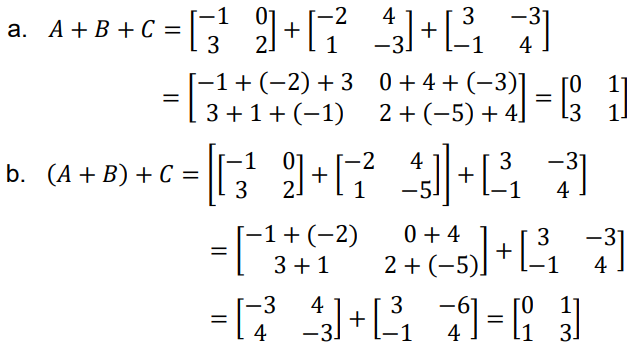 a. A + B + C = [−1 0; 3 2] + [−2 4; 1 −3] + [3 −3; −1 4]
= [−1 + (−2) + 3 0 + 4 + (−3); 3 + 1 + (−1) 2 + (−5) + 4] = [0 1; 3 1]
b. (A + B) + C = [[−1 0; 3 2] + [−2 4; 1 −5]] + [3 −3; −1 4]
= [−1 + (−2) 0 + 4; 3 + 1 2 + (−5)] + [3 −3; −1 4]
= [−3 4; 4 −3] + [3 −6; −1 4] = [0 1; 1 3]